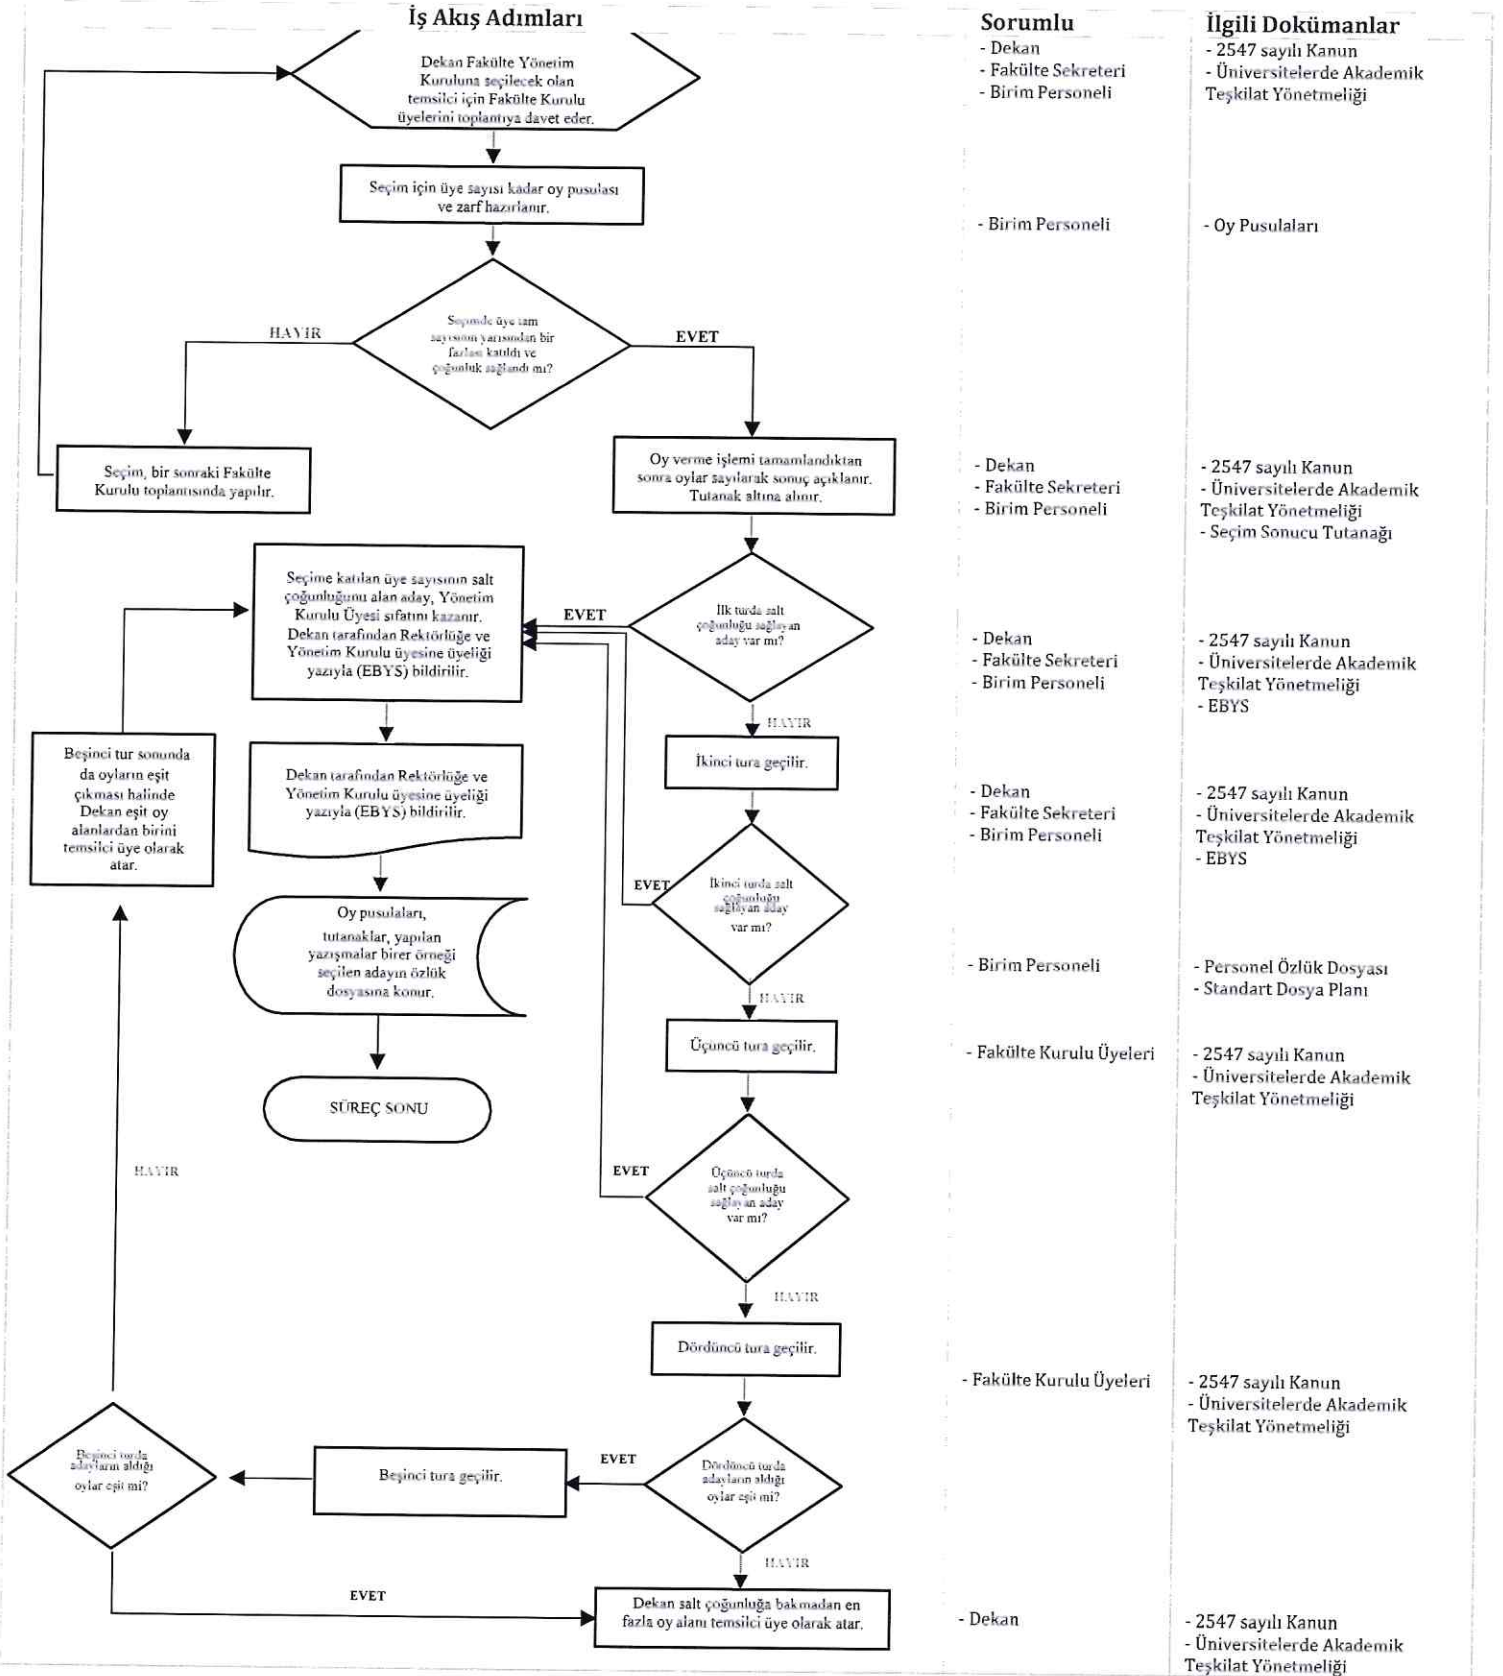 İş Akış Adımları
Sorumlu
İlgili Dokümanlar
Dekan Fakülte Yönetim
Kuruluna seçilecek olan
temsilci için Fakülte Kurulu
üyelerini toplantıya davet eder.
- Dekan
- Fakülte Sekreteri
- Birim Personeli
- 2547 sayılı Kanun
- Üniversitelerde Akademik
Teşkilat Yönetmeliği
Seçim için üye sayısı kadar oy pusulası
ve zarf hazırlanır.
- Birim Personeli
- Oy Pusulaları
Seçimde üye tam
sayısının yarısından bir
fazlası katıldı ve
çoğunluk sağlandı mı?
HAYIR
EVET
Seçim, bir sonraki Fakülte
Kurulu toplantısında yapılır.
Oy verme işlemi tamamlandıktan
sonra oylar sayılarak sonuç açıklanır.
Tutanak altına alınır.
- Dekan
- Fakülte Sekreteri
- Birim Personeli
- 2547 sayılı Kanun
- Üniversitelerde Akademik
Teşkilat Yönetmeliği
- Seçim Sonucu Tutanağı
Seçime katılan üye sayısının salt
çoğunluğunu alan aday, Yönetim
Kurulu Üyesi sıfatını kazanır.
Dekan tarafından Rektörlüğe ve
Yönetim Kurulu üyesine üyeliği
yazıyla (EBYS) bildirilir.
EVET
İlk turda salt
çoğunluğu sağlayan
aday var mı?
- Dekan
- Fakülte Sekreteri
- Birim Personeli
- 2547 sayılı Kanun
- Üniversitelerde Akademik
Teşkilat Yönetmeliği
- EBYS
HAYIR
İkinci tura geçilir.
Beşinci tur sonunda
da oyların eşit
çıkması halinde
Dekan eşit oy
alanlardan birini
temsilci üye olarak
atar.
Dekan tarafından Rektörlüğe ve
Yönetim Kurulu üyesine üyeliği
yazıyla (EBYS) bildirilir.
- Dekan
- Fakülte Sekreteri
- Birim Personeli
- 2547 sayılı Kanun
- Üniversitelerde Akademik
Teşkilat Yönetmeliği
- EBYS
EVET
İkinci turda salt
çoğunluğu
sağlayan aday
var mı?
Oy pusulaları,
tutanaklar, yapılan
yazışmalar birer örneği
seçilen adayın özlük
dosyasına konur.
- Birim Personeli
- Personel Özlük Dosyası
- Standart Dosya Planı
HAYIR
Üçüncü tura geçilir.
- Fakülte Kurulu Üyeleri
- 2547 sayılı Kanun
- Üniversitelerde Akademik
Teşkilat Yönetmeliği
SÜREÇ SONU
HAYIR
EVET
Üçüncü turda
salt çoğunluğu
sağlayan aday
var mı?
HAYIR
Dördüncü tura geçilir.
- Fakülte Kurulu Üyeleri
- 2547 sayılı Kanun
- Üniversitelerde Akademik
Teşkilat Yönetmeliği
Beşinci turda
adayların aldığı
oylar eşit mi?
Beşinci tura geçilir.
EVET
Dördüncü turda
adayların aldığı
oylar eşit mi?
HAYIR
EVET
Dekan salt çoğunluğa bakmadan en
fazla oy alanı temsilci üye olarak atar.
- Dekan
- 2547 sayılı Kanun
- Üniversitelerde Akademik
Teşkilat Yönetmeliği